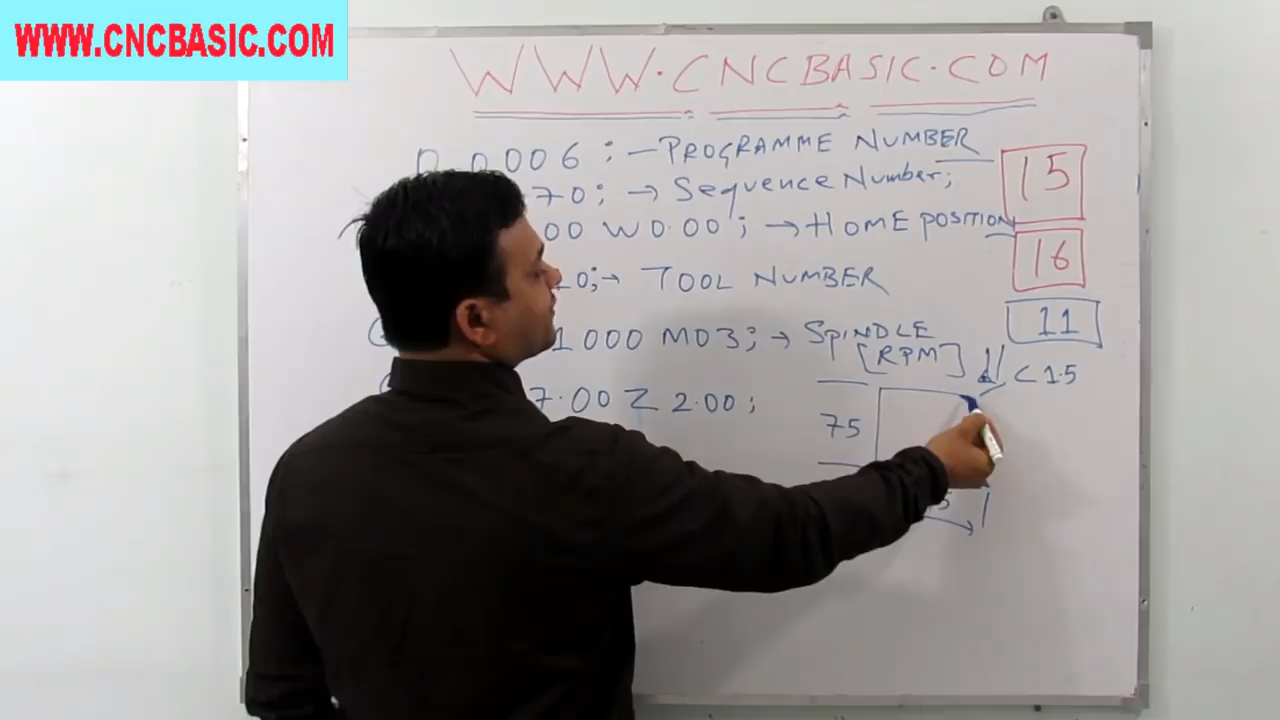 WWW.CNCBASIC.COM
WWW.CNCBASIC.COM
0006 ; — PROGRAMME NUMBER
70; → Sequence Number;
00 W0.00 ; → HOME POSITION
0; → TOOL NUMBER
1000 M03; → SPINDLE
[RPM]
7.00 Z 2.00 ;
15
16
11
< 1.5
75